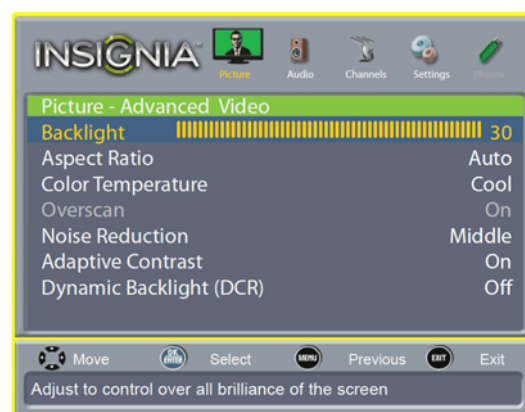 INSIGNIA
Picture Audio Channels Settings Photos
Picture - Advanced Video
Backlight 30
Aspect Ratio Auto
Color Temperature Cool
Overscan On
Noise Reduction Middle
Adaptive Contrast On
Dynamic Backlight (DCR) Off
Move OK ENTER Select MENU Previous EXIT Exit
Adjust to control over all brilliance of the screen